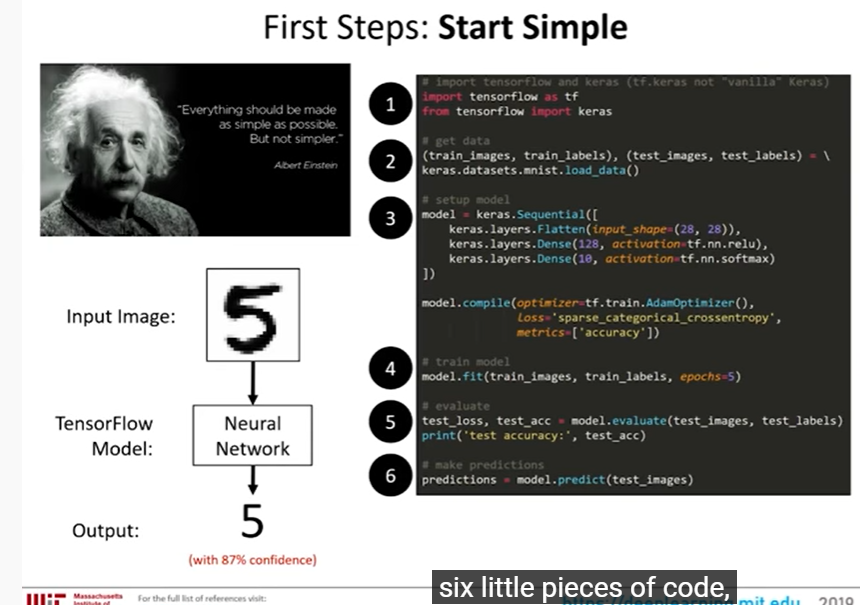 First Steps: Start Simple
"Everything should be made
as simple as possible.
But not simpler."
Albert Einstein
Input Image:
5
TensorFlow
Model:
Neural
Network
Output:
5
(with 87% confidence)
1
# import tensorflow and keras (tf.keras not "vanilla" Keras)
import tensorflow as tf
from tensorflow import keras
2
# get data
(train_images, train_labels), (test_images, test_labels) = \
keras.datasets.mnist.load_data()
3
# setup model
model = keras.Sequential([
    keras.layers.Flatten(input_shape=(28, 28)),
    keras.layers.Dense(128, activation=tf.nn.relu),
    keras.layers.Dense(10, activation=tf.nn.softmax)
])
model.compile(optimizer=tf.train.AdamOptimizer(),
              loss='sparse_categorical_crossentropy',
              metrics=['accuracy'])
4
# train model
model.fit(train_images, train_labels, epochs=5)
5
# evaluate
test_loss, test_acc = model.evaluate(test_images, test_labels)
print('test accuracy:', test_acc)
6
# make predictions
predictions = model.predict(test_images)
six little pieces of code,
Massachusetts
Institute of
For the full list of references visit:
https://deeplearning.mit.edu 2019